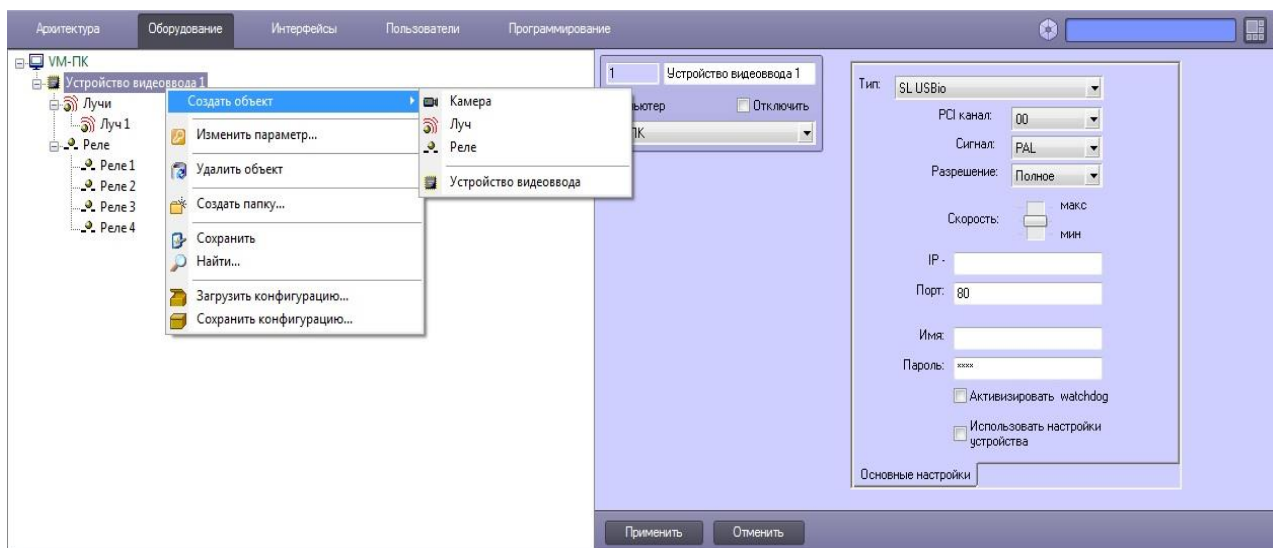 Архитектура Оборудование Интерфейсы Пользователи Программирование
VM-ПК
Устройство видеоввода 1
Лучи
Луч 1
Реле
Реле 1
Реле 2
Реле 3
Реле 4
Создать объект
Изменить параметр...
Удалить объект
Создать папку...
Сохранить
Найти...
Загрузить конфигурацию...
Сохранить конфигурацию...
Камера
Луч
Реле
Устройство видеоввода
1 Устройство видеоввода 1
ьютер Отключить
ПК
Тип: SL USBio
PCI канал: 00
Сигнал: PAL
Разрешение: Полное
Скорость: макс
мин
IP -
Порт: 80
Имя:
Пароль: ××××
Активизировать watchdog
Использовать настройки
устройства
Основные настройки
Применить Отменить